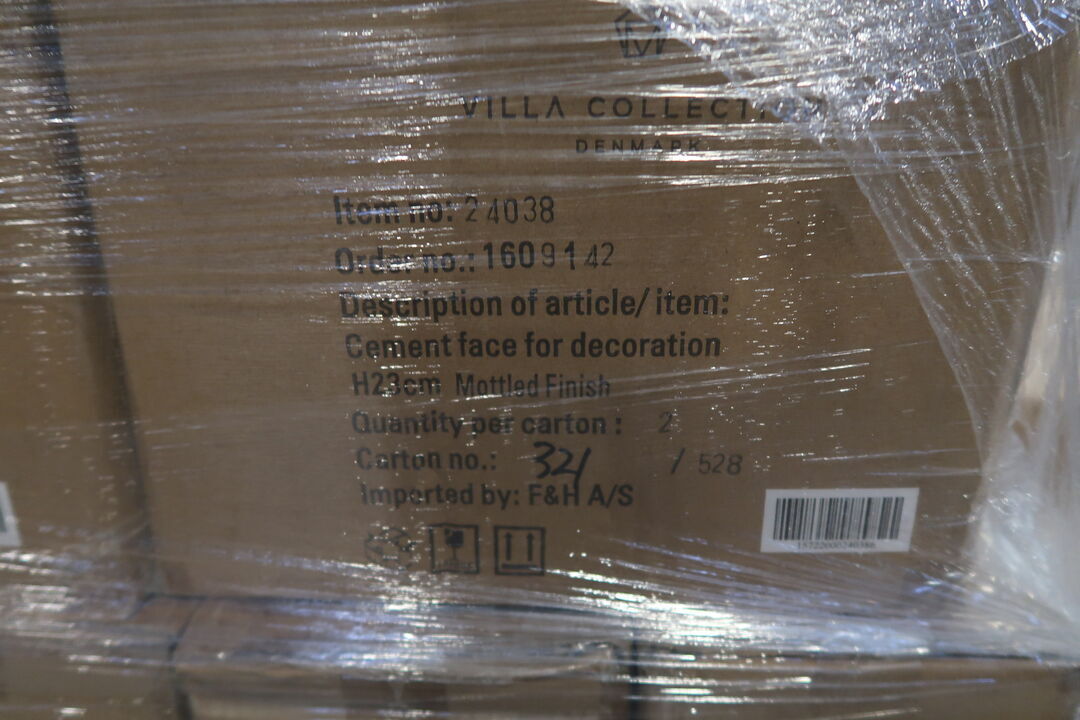 VILLA COLLECTION
DENMARK
Item no: 24038
Order no.: 1609142
Description of article/ item:
Cement face for decoration
H23cm Mottled Finish
Quantity per carton : 2
Carton no.: 321 / 528
Imported by: F&H A/S